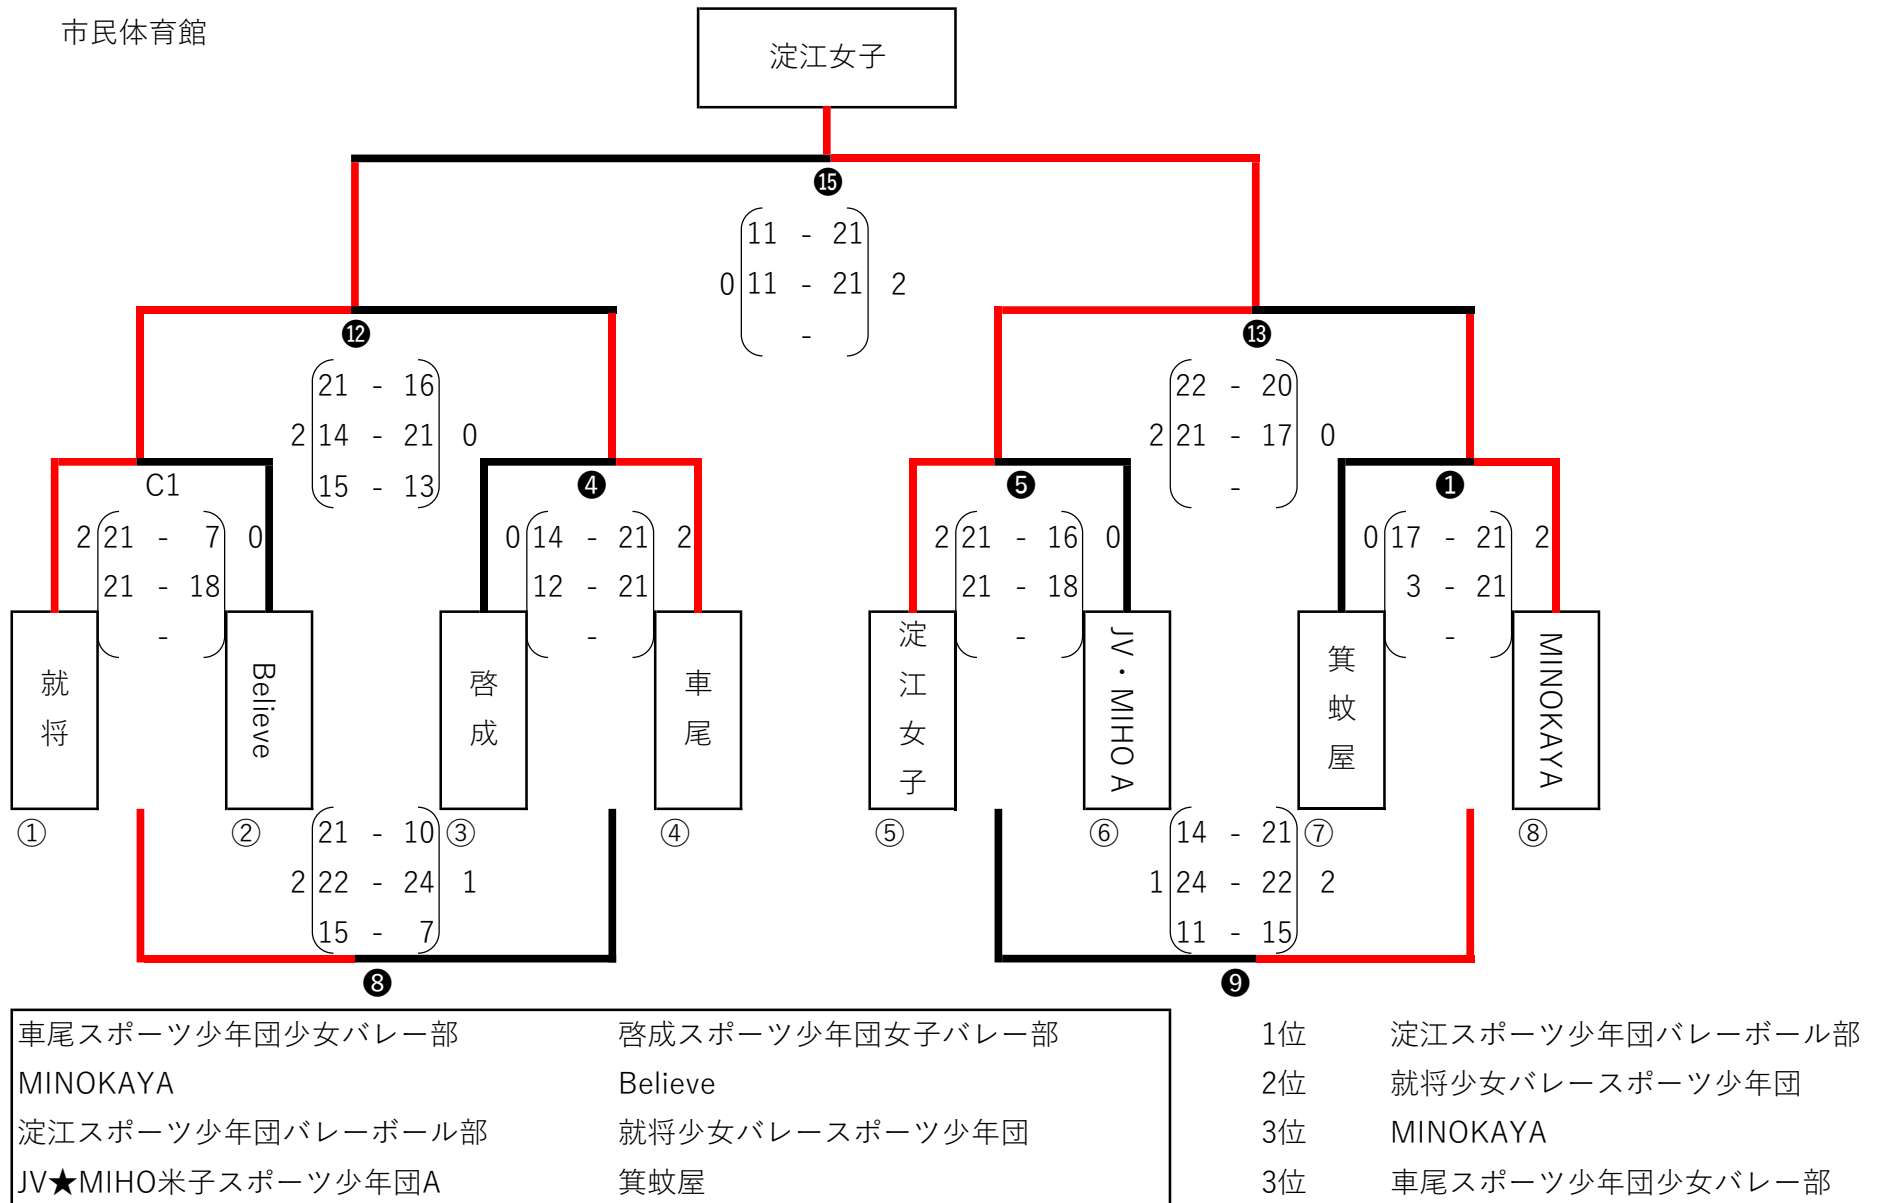 市民体育館
淀江女子
⓯
11 - 21
0 11 - 21 2
-
⓬ ⓭
21 - 16 22 - 20
2 14 - 21 0 2 21 - 17 0
15 - 13 -
C1 ❹ ❺ ❶
2 21 - 7 0 0 14 - 21 2 2 21 - 16 0 0 17 - 21 2
21 - 18 12 - 21 21 - 18 3 - 21
- - - -
就将 Believe 啓成 車尾 淀江女子 JV・MIHO A 箕蚊屋 MINOKAYA
① ② ③ ④ ⑤ ⑥ ⑦ ⑧
21 - 10 14 - 21
2 22 - 24 1 1 24 - 22 2
15 - 7 11 - 15
❽ ❾
車尾スポーツ少年団少女バレー部 啓成スポーツ少年団女子バレー部 1位 淀江スポーツ少年団バレーボール部
MINOKAYA Believe 2位 就将少女バレースポーツ少年団
淀江スポーツ少年団バレーボール部 就将少女バレースポーツ少年団 3位 MINOKAYA
JV★MIHO米子スポーツ少年団A 箕蚊屋 3位 車尾スポーツ少年団少女バレー部